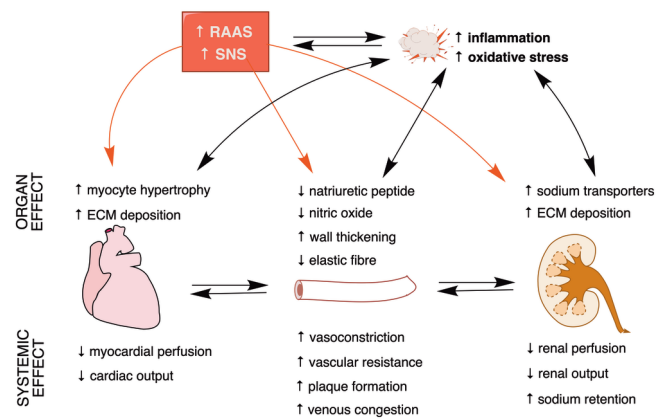 ↑ RAAS
↑ SNS
↑ inflammation
↑ oxidative stress
ORGAN
EFFECT
↑ myocyte hypertrophy
↑ ECM deposition
↓ natriuretic peptide
↓ nitric oxide
↑ wall thickening
↓ elastic fibre
↑ sodium transporters
↑ ECM deposition
SYSTEMIC
EFFECT
↓ myocardial perfusion
↓ cardiac output
↑ vasoconstriction
↑ vascular resistance
↑ plaque formation
↑ venous congestion
↓ renal perfusion
↓ renal output
↑ sodium retention